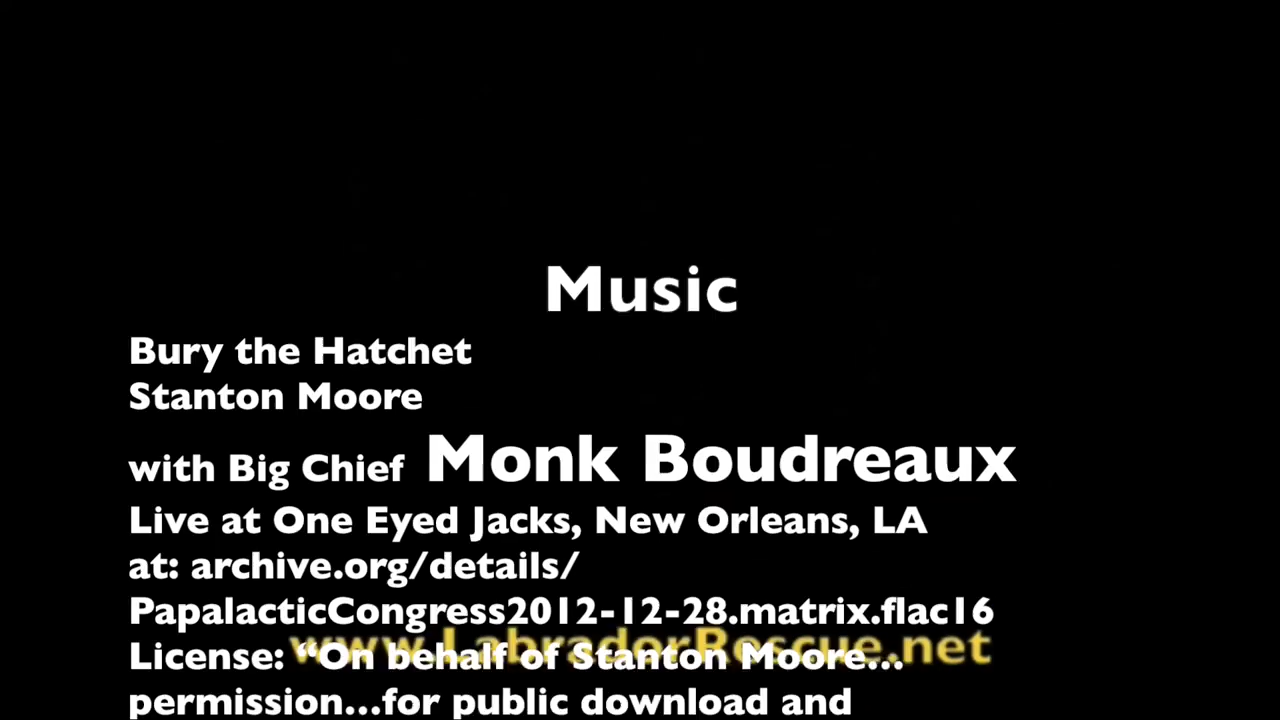 Music
Bury the Hatchet
Stanton Moore
with Big Chief Monk Boudreaux
Live at One Eyed Jacks, New Orleans, LA
at: archive.org/details/
PapalacticCongress2012-12-28.matrix.flac16
www.LabradorRescue.net
License: “On behalf of Stanton Moore...
permission...for public download and